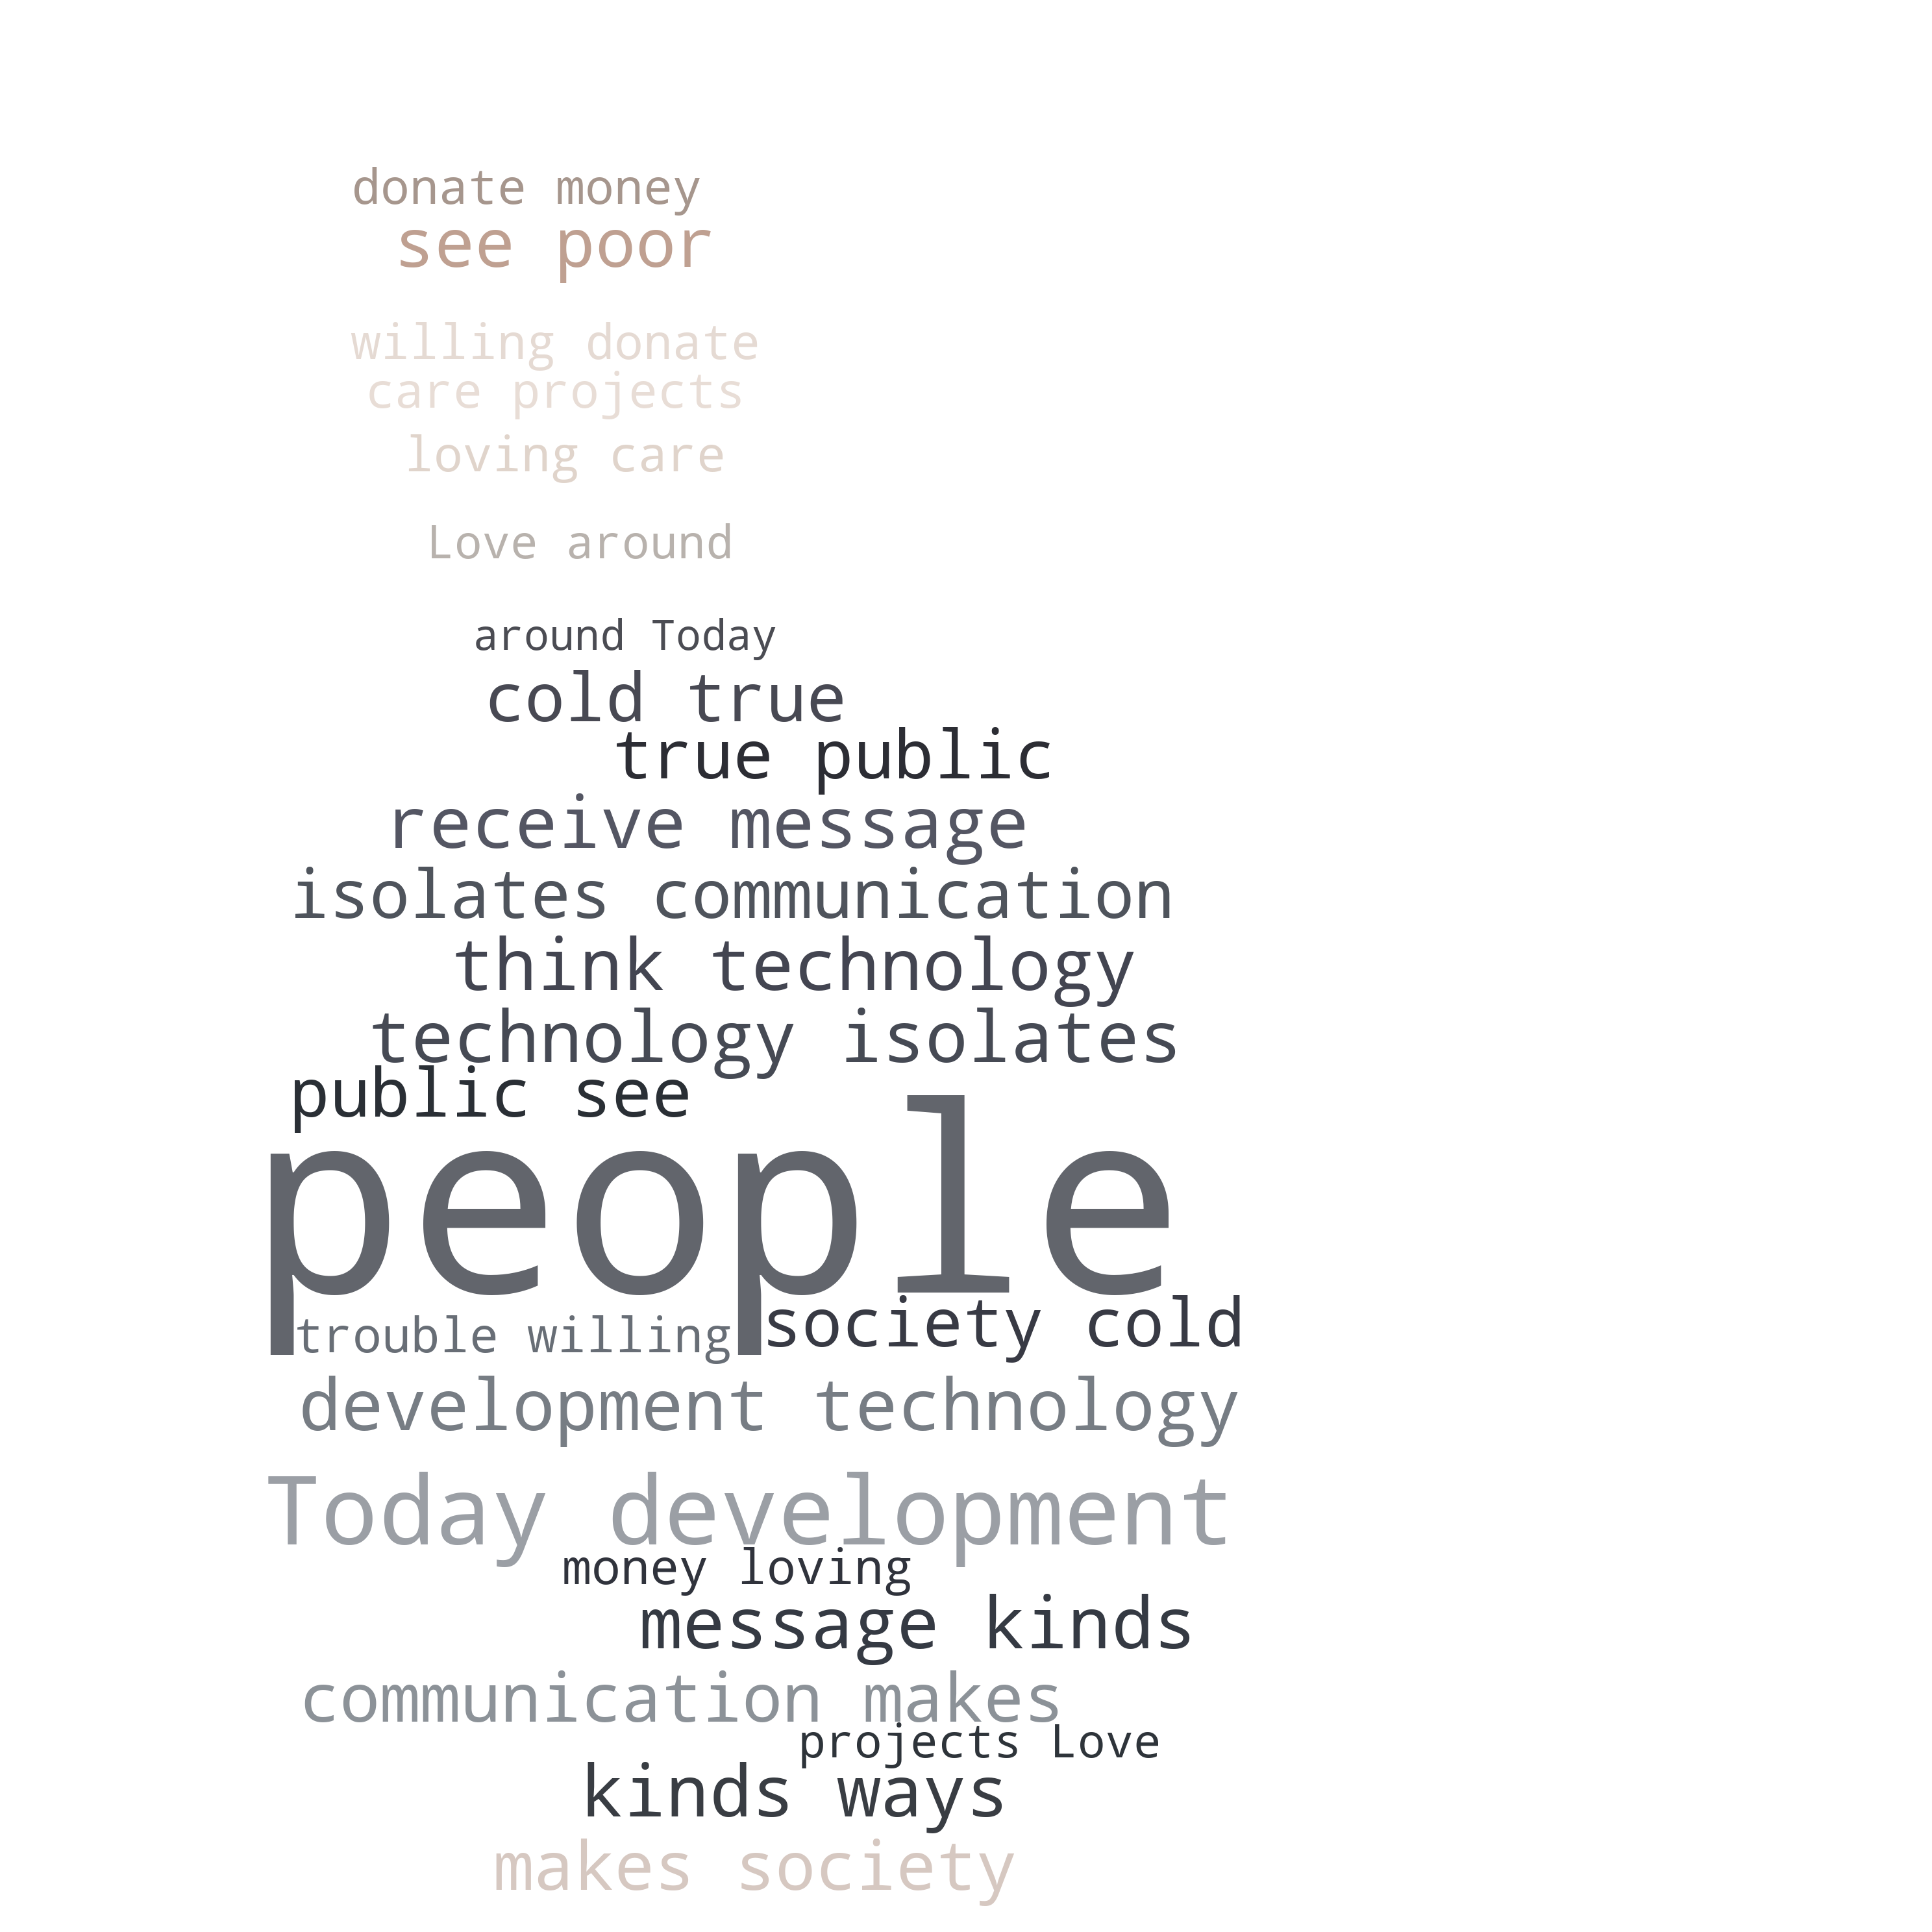 donate money
see poor
willing donate
care projects
loving care
Love around
around Today
cold true
true public
receive message
isolates communication
think technology
technology isolates
public see
people
trouble willing
society cold
development technology
Today development
money loving
message kinds
communication makes
projects Love
kinds ways
makes society